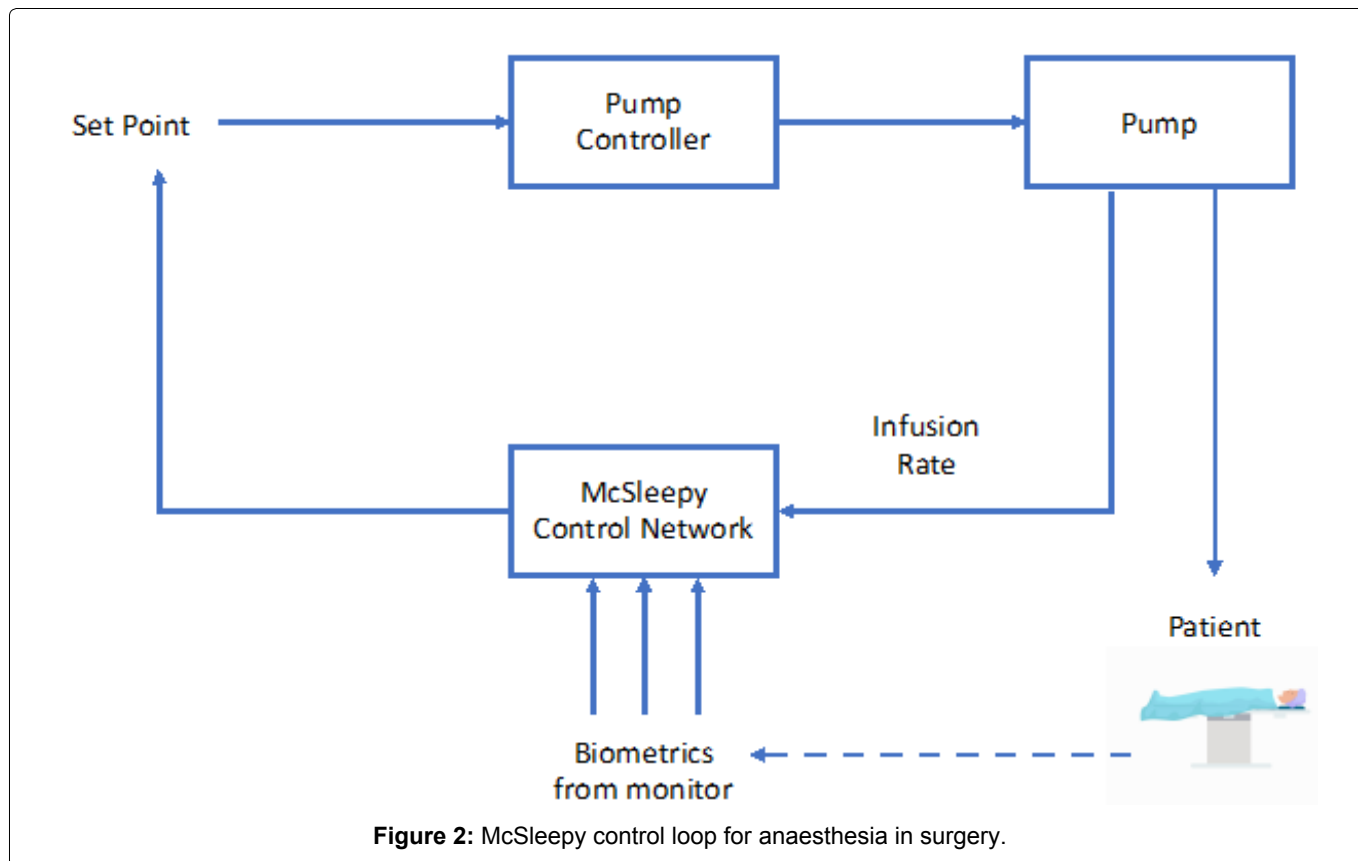 Set Point
Pump
Controller
Pump
Infusion
Rate
McSleepy
Control Network
Patient
Biometrics
from monitor
Figure 2: McSleepy control loop for anaesthesia in surgery.